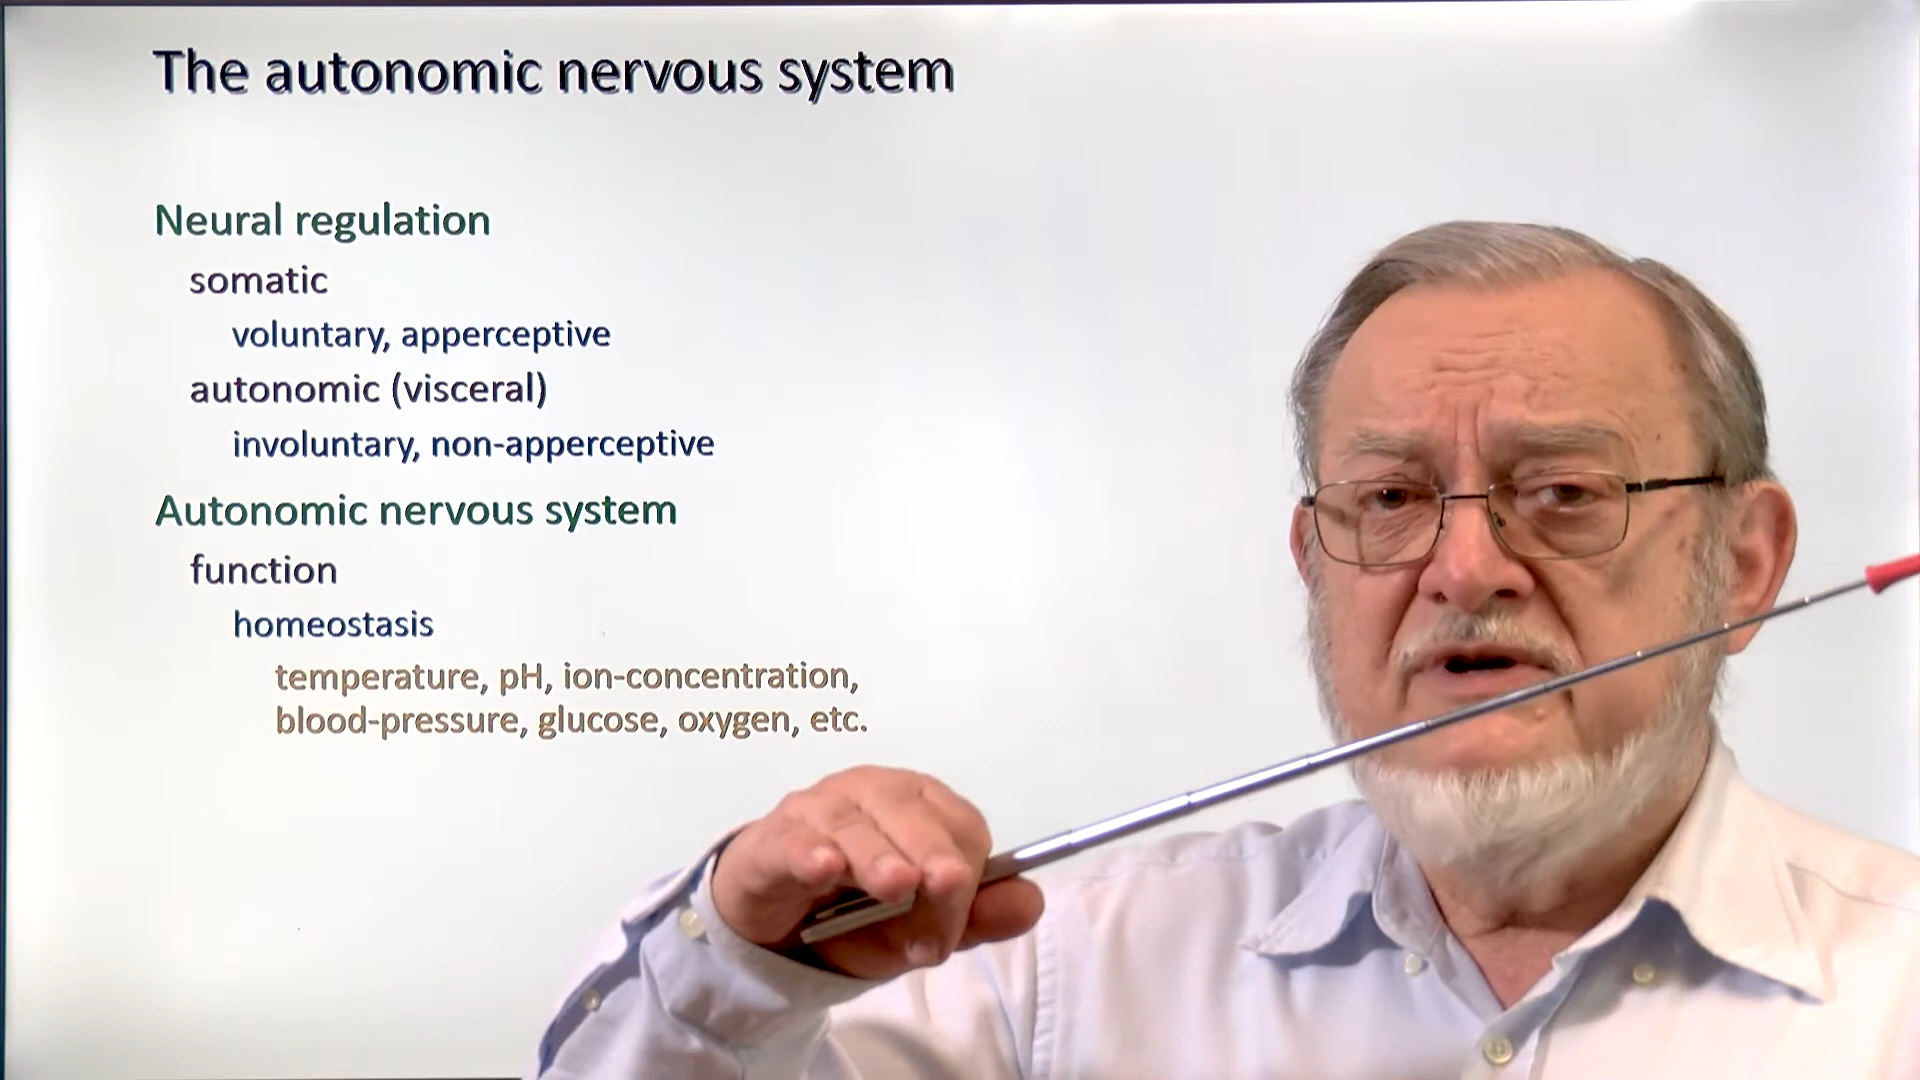 The autonomic nervous system
Neural regulation
somatic
voluntary, apperceptive
autonomic (visceral)
involuntary, non-apperceptive
Autonomic nervous system
function
homeostasis
temperature, pH, ion-concentration,
blood-pressure, glucose, oxygen, etc.